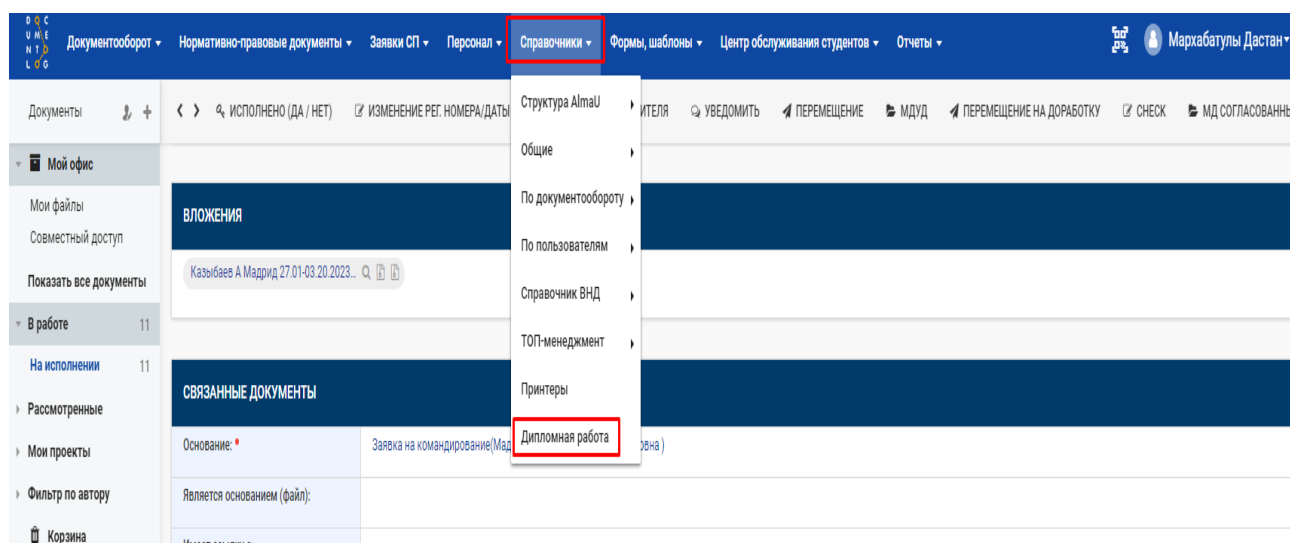 DOCUMENTOLOG
Документооборот Нормативно-правовые документы Заявки СП Персонал Справочники Формы, шаблоны Центр обслуживания студентов Отчеты Мархабатулы Дастан
Документы ИСПОЛНЕНО (ДА / НЕТ) ИЗМЕНЕНИЕ РЕГ. НОМЕРА/ДАТЫ ИТЕЛЯ УВЕДОМИТЬ ПЕРЕМЕЩЕНИЕ МДУД ПЕРЕМЕЩЕНИЕ НА ДОРАБОТКУ CHECK МД СОГЛАСОВАННЫ
Мой офис
Мои файлы
Совместный доступ
Показать все документы
В работе 11
На исполнении 11
Рассмотренные
Мои проекты
Фильтр по автору
Корзина
Структура AlmaU
Общие
По документообороту
По пользователям
Справочник ВНД
ТОП-менеджмент
Принтеры
Дипломная работа
ВЛОЖЕНИЯ
Казыбаев А Мадрид 27.01-03.20.2023...
СВЯЗАННЫЕ ДОКУМЕНТЫ
Основание: Заявка на командирование(Мад овна )
Является основанием (файл):